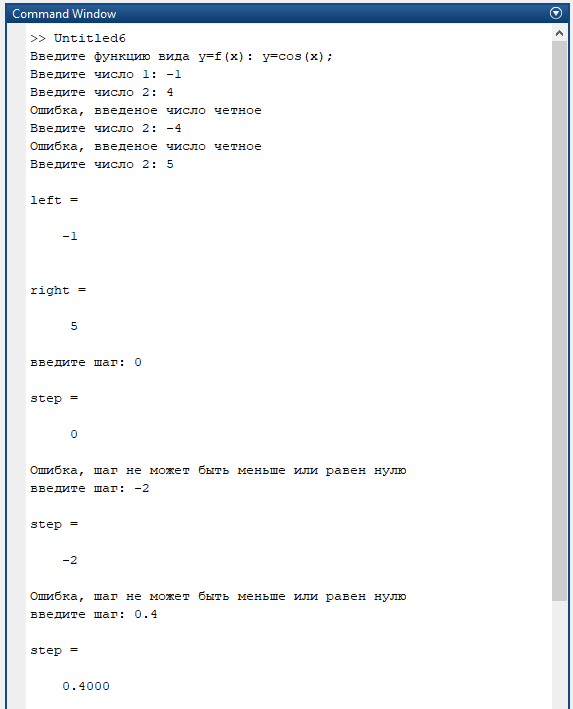 Command Window
>> Untitled6
Введите функцию вида y=f(x): y=cos(x);
Введите число 1: -1
Введите число 2: 4
Ошибка, введеное число четное
Введите число 2: -4
Ошибка, введеное число четное
Введите число 2: 5
left =
-1
right =
5
введите шаг: 0
step =
0
Ошибка, шаг не может быть меньше или равен нулю
введите шаг: -2
step =
-2
Ошибка, шаг не может быть меньше или равен нулю
введите шаг: 0.4
step =
0.4000